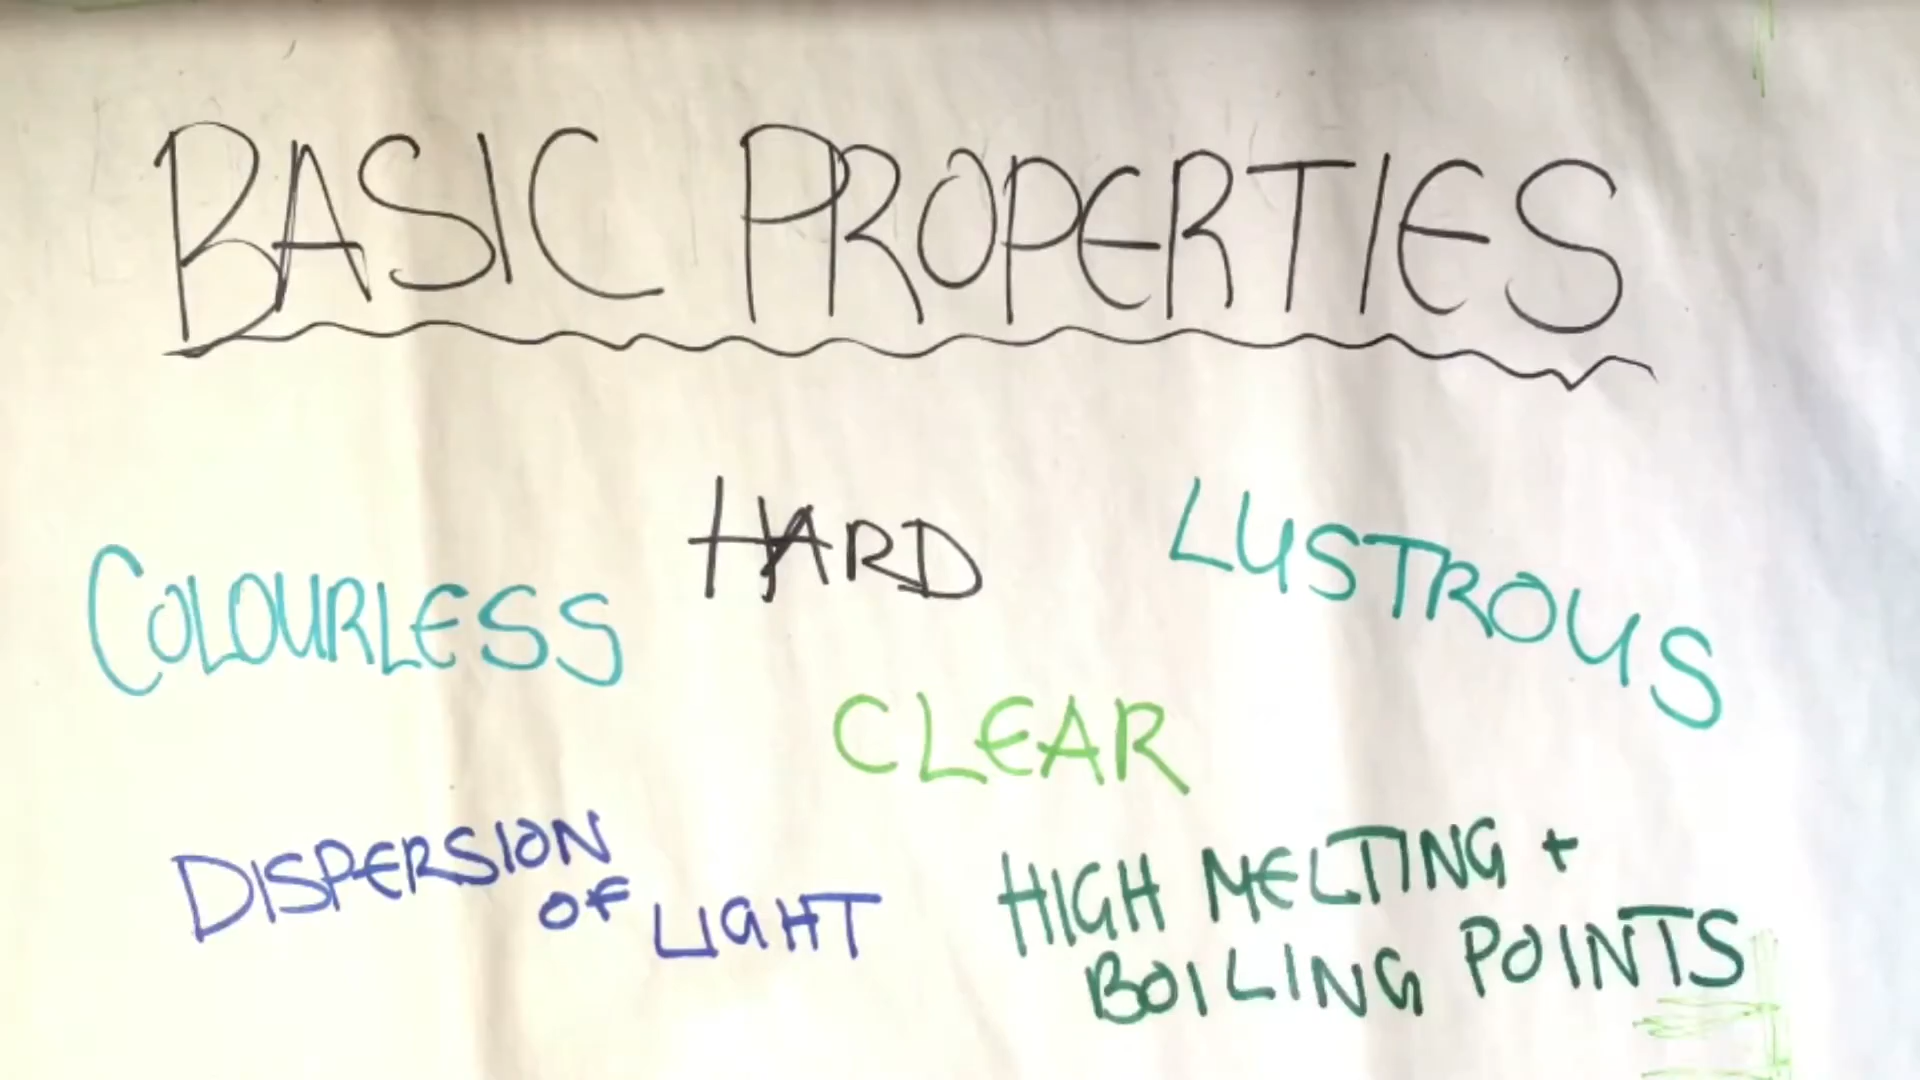 BASIC PROPERTIES
HARD
LUSTROUS
COLOURLESS
CLEAR
DISPERSION
OF LIGHT
HIGH MELTING +
BOILING POINTS